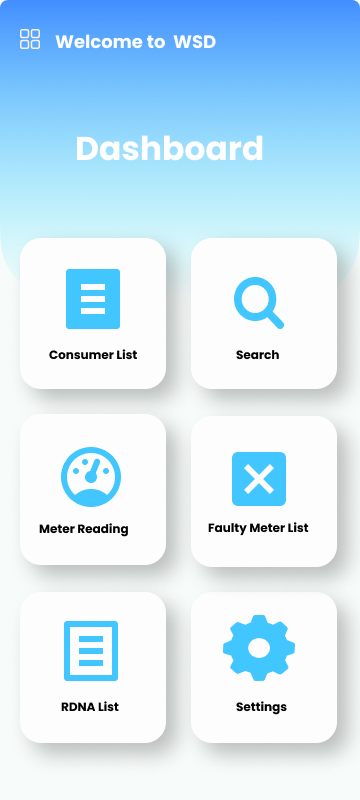 Welcome to WSD
Dashboard
Consumer List
Search
Meter Reading
Faulty Meter List
RDNA List
Settings